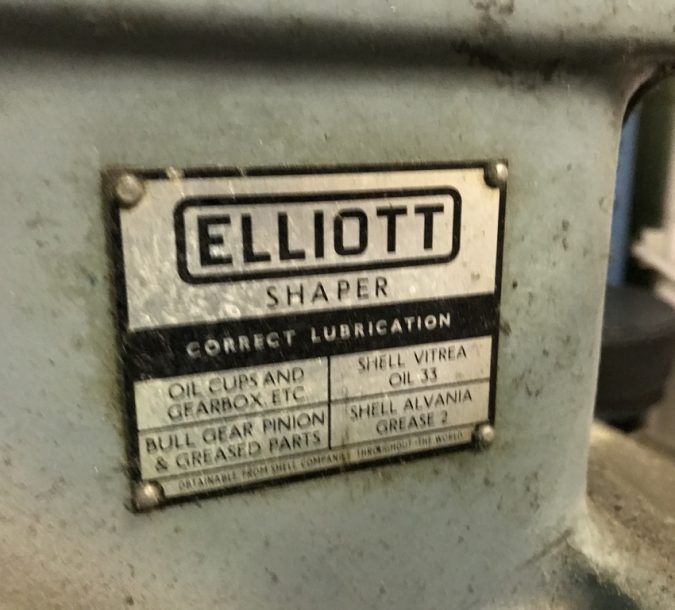 ELLIOTT
SHAPER
CORRECT LUBRICATION
OIL CUPS AND
GEARBOX, ETC
SHELL VITREA
OIL 33
BULL GEAR PINION
& GREASED PARTS
SHELL ALVANIA
GREASE 2
OBTAINABLE FROM SHELL COMPANIES THROUGHOUT THE WORLD